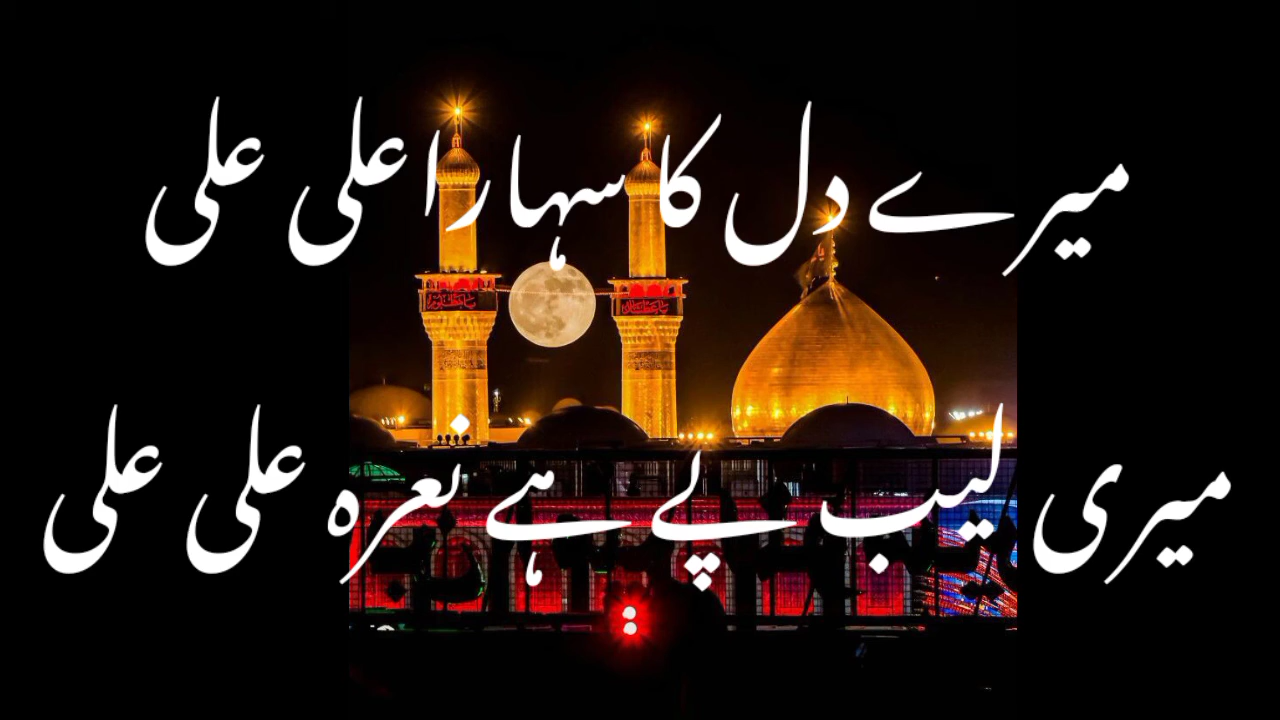 میرے دل کا سہارا علی علی
میری لیب پے ہے نعرہ علی علی